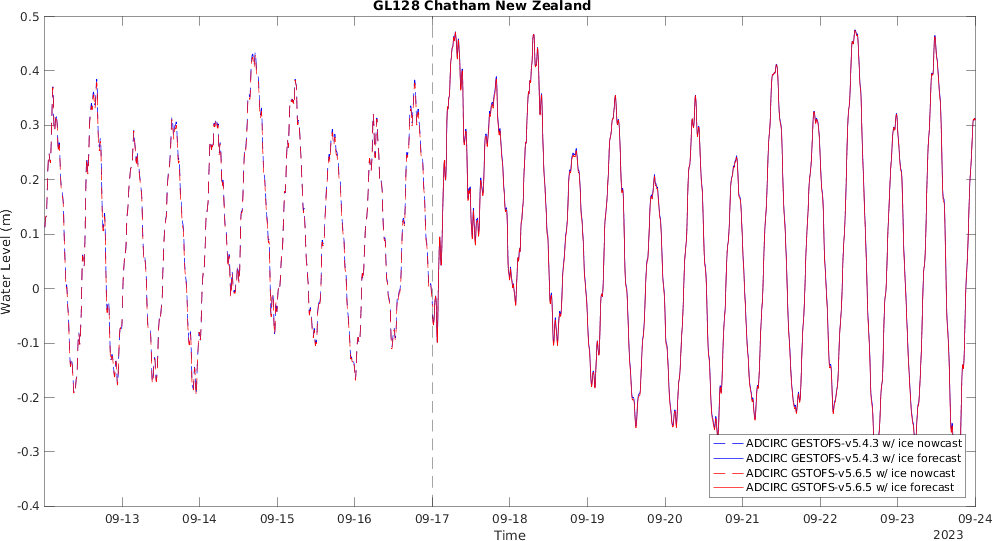 GL128 Chatham New Zealand
Water Level (m)
0.5
0.4
0.3
0.2
0.1
0
-0.1
-0.2
-0.3
-0.4
ADCIRC GESTOFS-v5.4.3 w/ ice nowcast
ADCIRC GESTOFS-v5.4.3 w/ ice forecast
ADCIRC GSTOFS-v5.6.5 w/ ice nowcast
ADCIRC GSTOFS-v5.6.5 w/ ice forecast
09-13 09-14 09-15 09-16 09-17 09-18 09-19 09-20 09-21 09-22 09-23 09-24
Time
2023